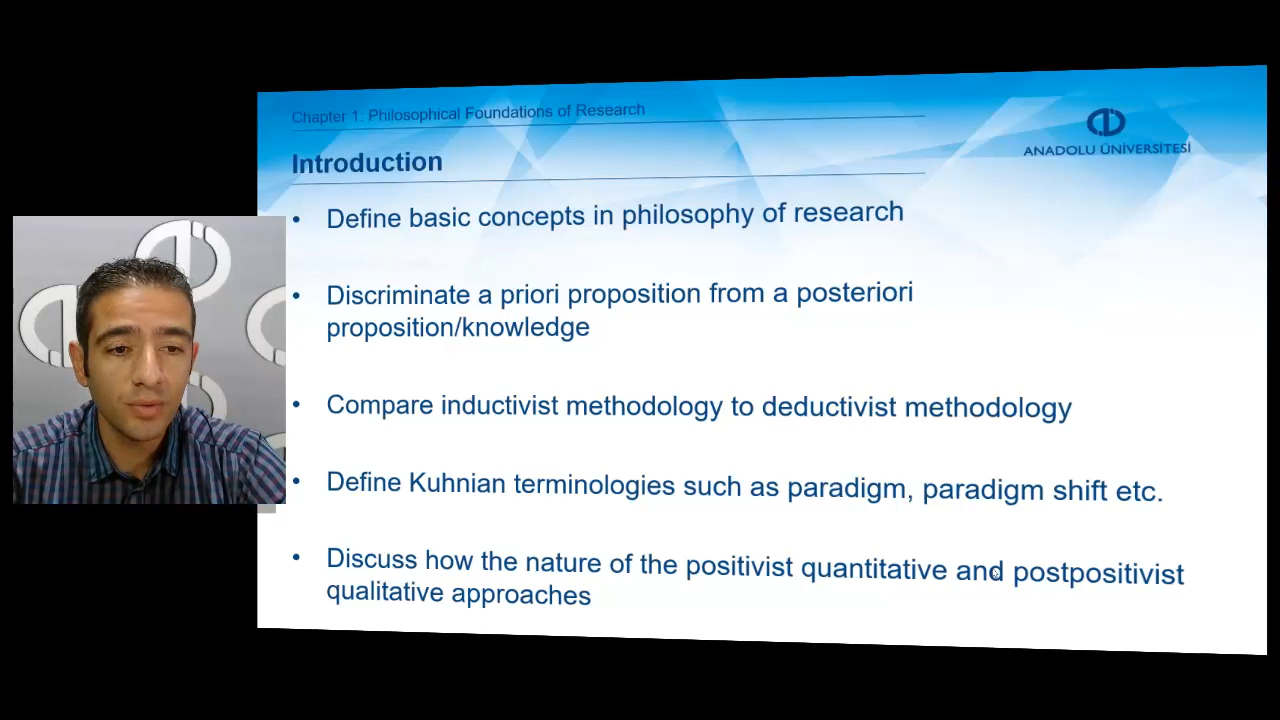 Chapter 1: Philosophical Foundations of Research
ANADOLU ÜNİVERSİTESİ
Introduction
• Define basic concepts in philosophy of research
• Discriminate a priori proposition from a posteriori
proposition/knowledge
• Compare inductivist methodology to deductivist methodology
• Define Kuhnian terminologies such as paradigm, paradigm shift etc.
• Discuss how the nature of the positivist quantitative and postpositivist
qualitative approaches